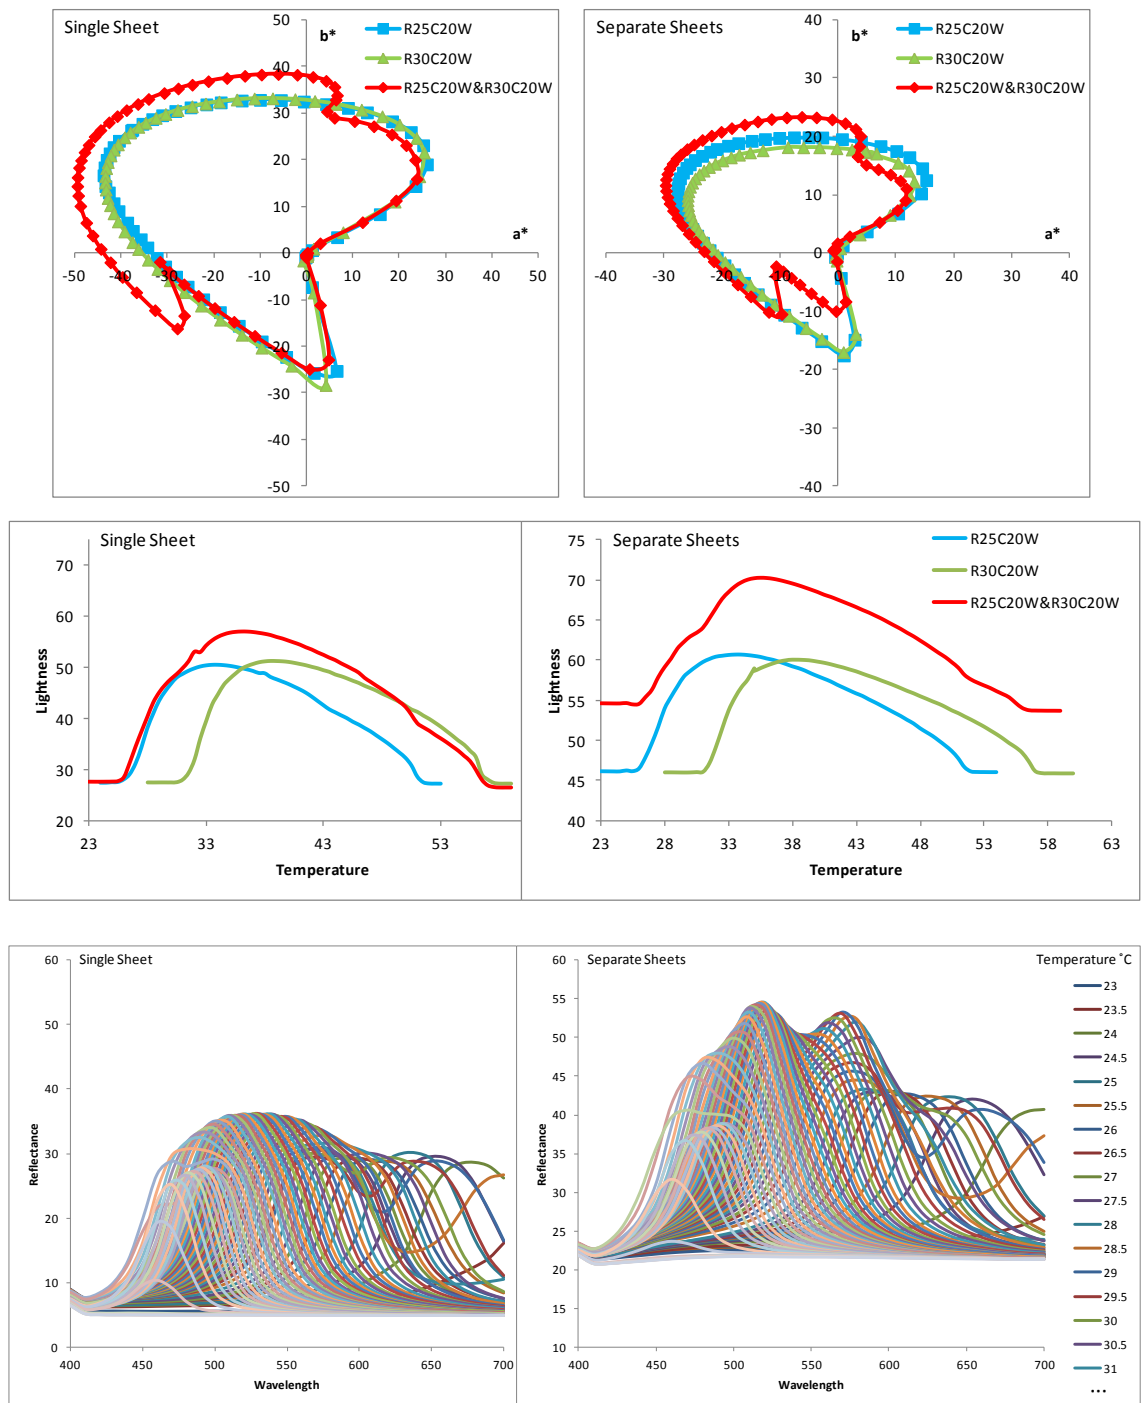 Single Sheet
b*
a*
R25C20W
R30C20W
R25C20W&R30C20W
50
40
30
20
10
0
-10
-20
-30
-40
-50
-50 -40 -30 -20 -10 0 10 20 30 40 50
Separate Sheets
b*
a*
R25C20W
R30C20W
R25C20W&R30C20W
40
30
20
10
0
-10
-20
-30
-40
-40 -30 -20 -10 0 10 20 30 40
Single Sheet
Lightness
70
60
50
40
30
20
23 33 43 53
Temperature
Separate Sheets
Lightness
R25C20W
R30C20W
R25C20W&R30C20W
75
70
65
60
55
50
45
40
23 28 33 38 43 48 53 58 63
Temperature
Single Sheet
Reflectance
60
50
40
30
20
10
0
400 450 500 550 600 650 700
Wavelength
Separate Sheets
Reflectance
60
55
50
45
40
35
30
25
20
15
10
400 450 500 550 600 650 700
Wavelength
Temperature ˚C
23
23.5
24
24.5
25
25.5
26
26.5
27
27.5
28
28.5
29
29.5
30
30.5
31
...